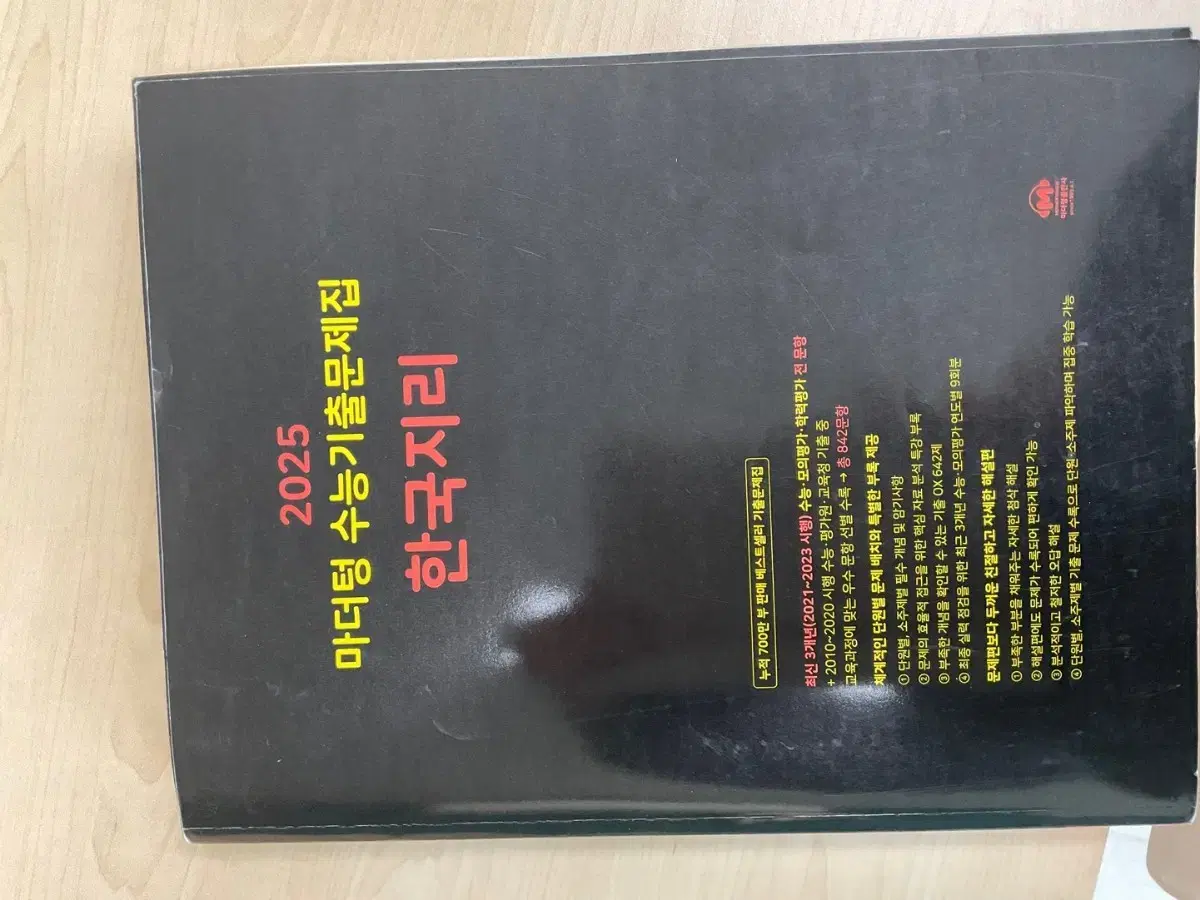 2025
마더텅 수능기출문제집
한국지리
누적 700만 부 판매 베스트셀러 기출문제집
최신 3개년(2021~2023 시행) 수능·모의평가·학력평가 전 문항
+ 2010~2020 시행 수능·평가원·교육청 기출 중
교육과정에 맞는 우수 문항 선별 수록 → 총 842문항
체계적인 단원별 문제 배치와 특별한 부록 제공
① 단원별, 소주제별 필수 개념 및 암기사항
② 문제의 효율적 접근을 위한 핵심 자료 분석 특강 부록
③ 부족한 개념을 확인할 수 있는 기출 OX 642제
④ 최종 실력 점검을 위한 최근 3개년 수능·모의평가 연도별 9회분
문제편보다 두꺼운 친절하고 자세한 해설편
① 부족한 부분을 채워주는 자세한 첨삭 해설
② 해설편에도 문제가 수록되어 편하게 확인 가능
③ 분석적이고 철저한 오답 해설
④ 단원별, 소주제별 기출 문제 수록으로 단원, 소주제 파악하며 집중 학습 가능
M
마더텅출판사